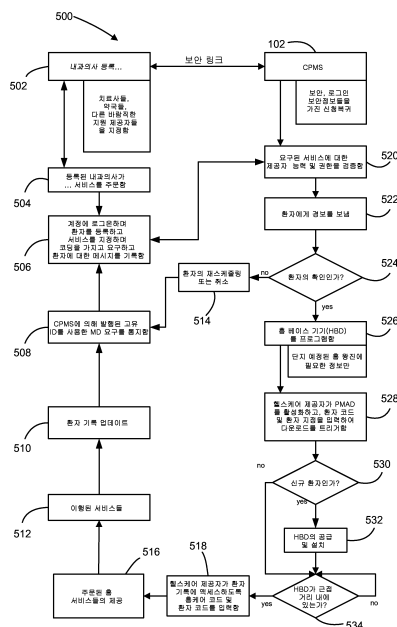 500
502
내과의사 등록...
보안 링크
102
CPMS
치료사들,
약국들,
다른 바람직한
지원 제공자들
을 지정함
보안, 로그인
보안정보들을
가진 신청복귀
504
등록된 내과의사가
... 서비스를 주문함
요구된 서비스에 대한
제공자 능력 및 권한을 검증함
520
506
계정에 로그온하며
환자를 등록하고
서비스를 지정하며
코딩을 가지고 요구하고
환자에 대한 메시지를 기록함
환자에게 경보를 보냄
522
환자의 확인인가?
524
no
yes
환자의 재스케줄링
또는 취소
514
508
CPMS에 의해 발행된 고유
ID를 사용한 MD 요구를 통지함
홈 베이스 기기(HBD)
를 프로그램함
526
단지 예정된 홈 왕진에
필요한 정보만
헬스케어 제공자가 PMAD
를 활성화하고, 환자 코드
및 환자 지정을 입력하여
다운로드를 트리거함
528
510
환자 기록 업데이트
신규 환자인가?
530
no
yes
512
이행된 서비스들
HBD의 공급
및 설치
532
516
주문된 홈
서비스들의 제공
518
헬스케어 제공자가 환자
기록에 액세스하도록
홈케어 코드 및
환자 코드를 입력함
yes
HBD가 근접
거리 내에
있는가?
no
534